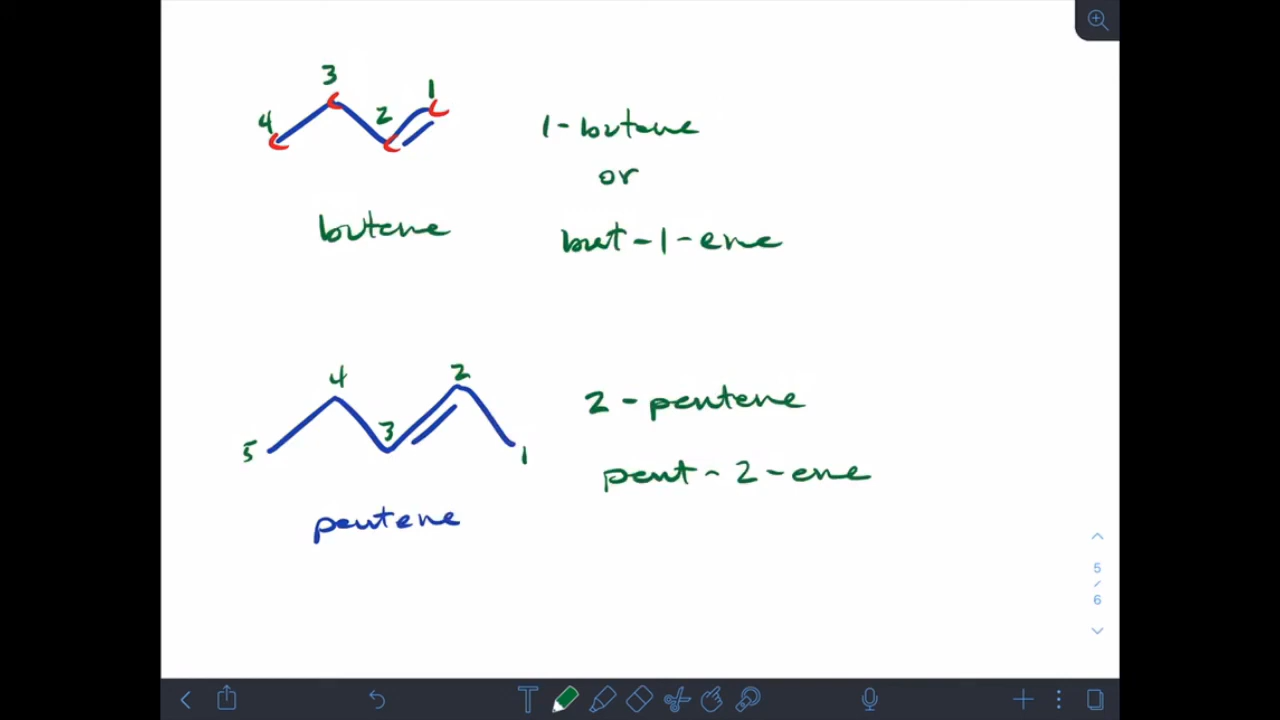 3
1
4
2
1-butene
or
butene
but-1-ene
4
2
3
5
1
2-pentene
pent-2-ene
pentene
5
/
6
T